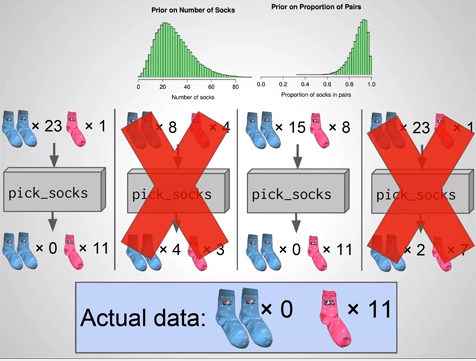 Prior on Number of Socks
Prior on Proportion of Pairs
0 20 40 60 80
Number of socks
0.0 0.2 0.4 0.6 0.8 1.0
Proportion of socks in pairs
× 23 × 1
× 8 × 4
× 15 × 8
× 23 × 1
pick_socks
pick_socks
pick_socks
pick_socks
× 0 × 11
× 4 × 3
× 0 × 11
× 2 × 7
Actual data: × 0 × 11